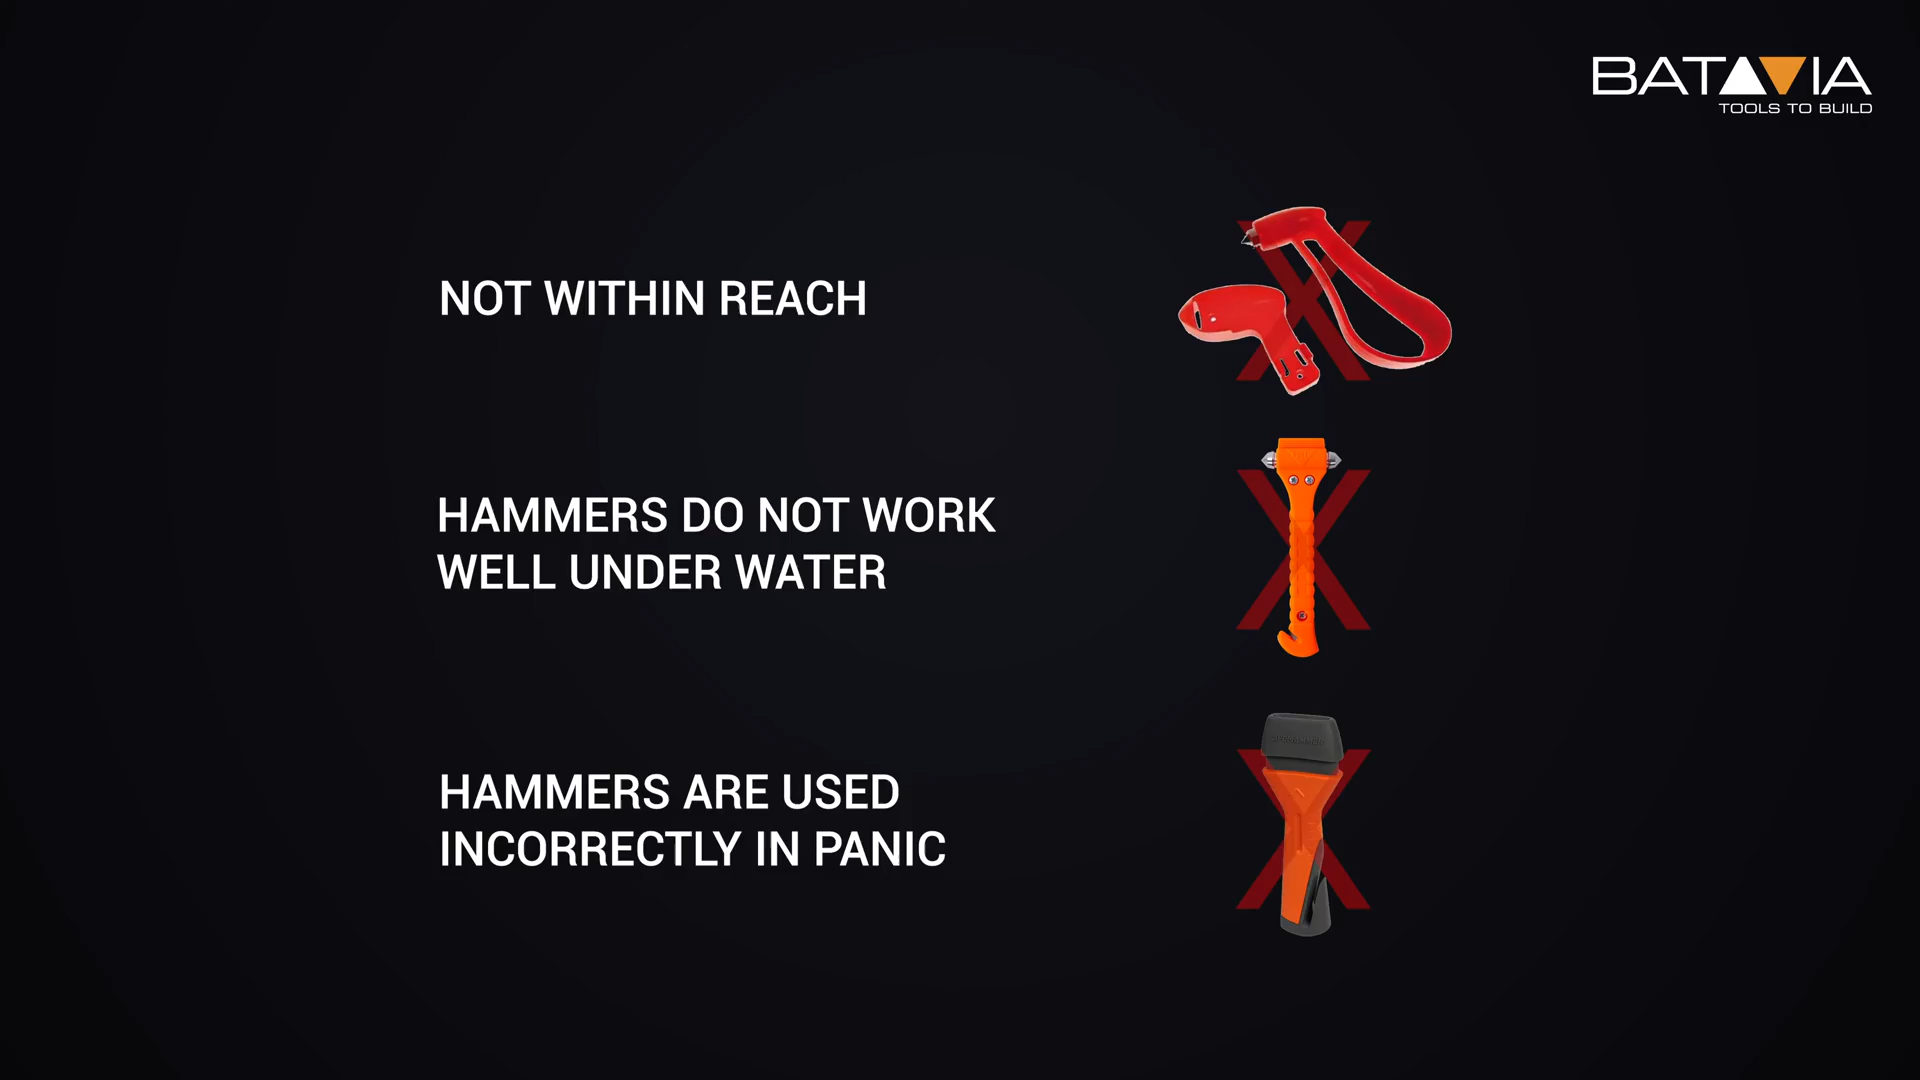 BATAVIA
TOOLS TO BUILD
NOT WITHIN REACH
HAMMERS DO NOT WORK
WELL UNDER WATER
HAMMERS ARE USED
INCORRECTLY IN PANIC